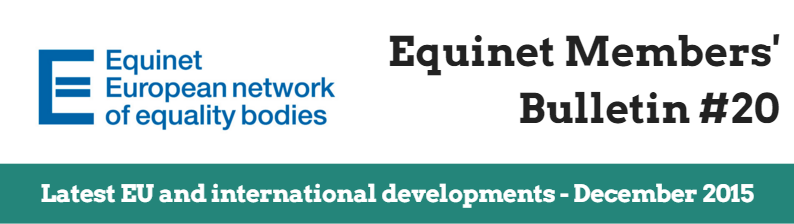 Equinet
European network
of equality bodies
Equinet Members'
Bulletin #20
Latest EU and international developments - December 2015